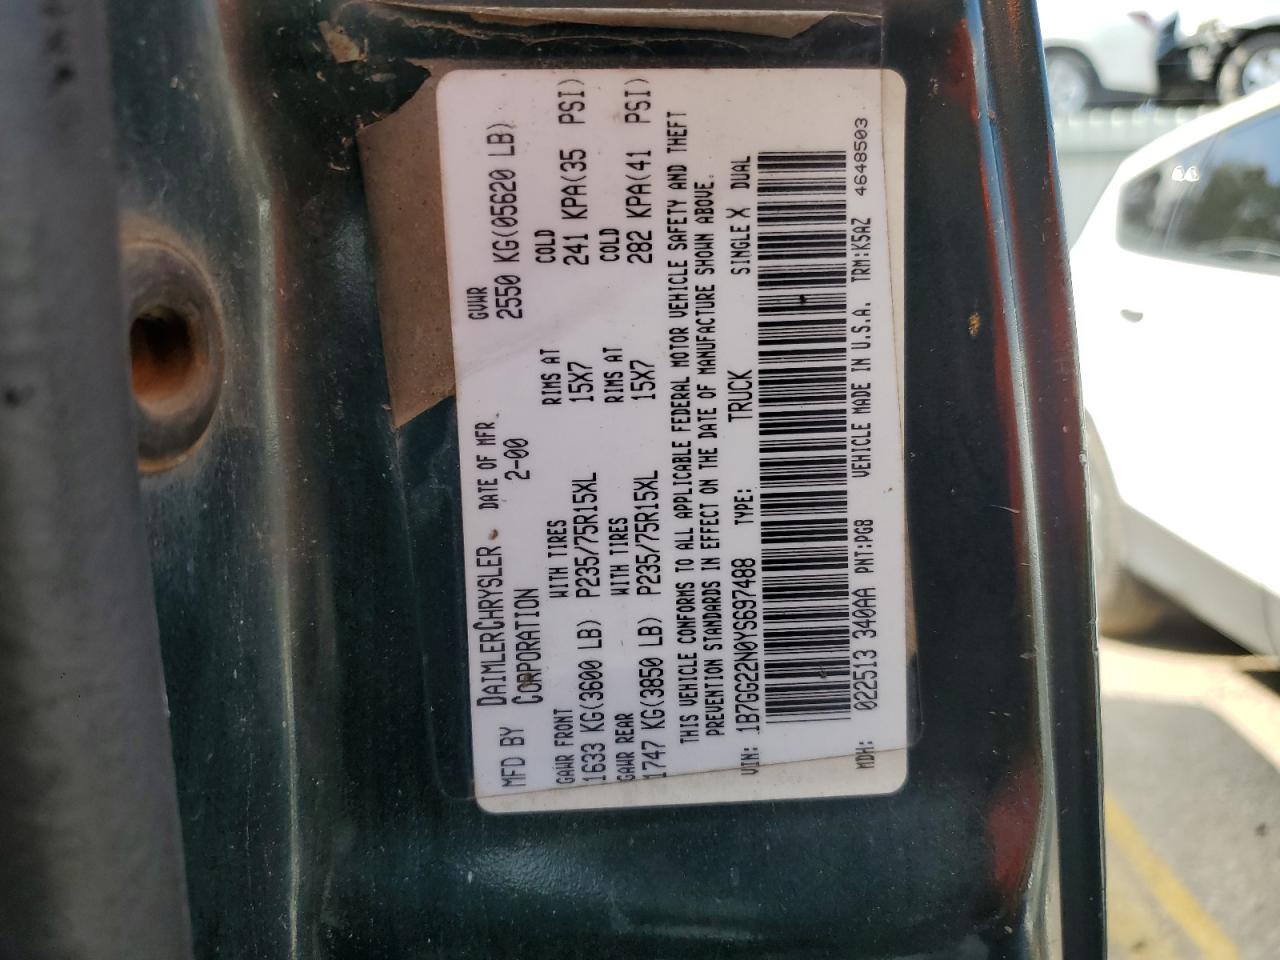 MFD BY DAIMLERCHRYSLER DATE OF MFR. GVWR
CORPORATION 2-00 2550 KG(05620 LB)
GAWR FRONT WITH TIRES RIMS AT COLD
1633 KG(3600 LB) P235/75R15XL 15X7 241 KPA(35 PSI)
GAWR REAR WITH TIRES RIMS AT COLD
1747 KG(3850 LB) P235/75R15XL 15X7 282 KPA(41 PSI)
THIS VEHICLE CONFORMS TO ALL APPLICABLE FEDERAL MOTOR VEHICLE SAFETY AND THEFT
PREVENTION STANDARDS IN EFFECT ON THE DATE OF MANUFACTURE SHOWN ABOVE.
VIN: 1B7GG22N0YS697488 TYPE: TRUCK SINGLE X DUAL
MDH: 022513 340AA PNT:PG8 VEHICLE MADE IN U.S.A. TRM:K5AZ 4648503